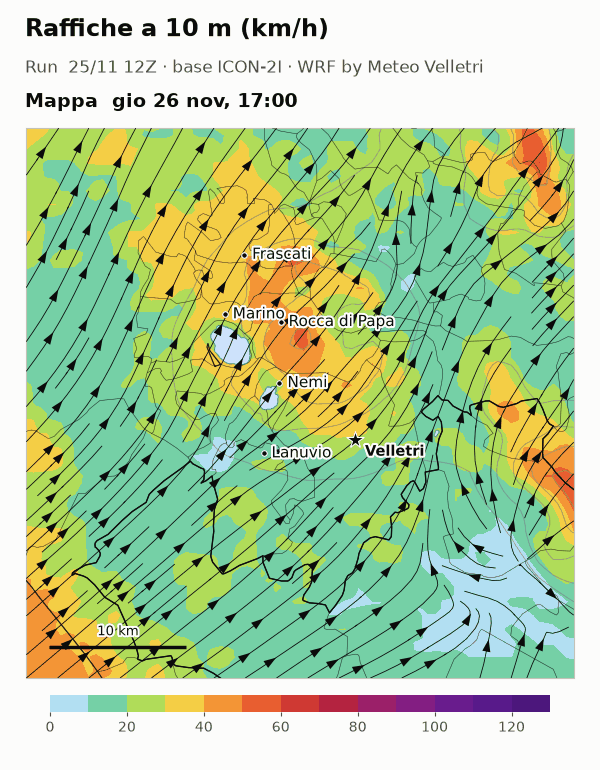 Raffiche a 10 m (km/h)
Run 25/11 12Z · base ICON-2I · WRF by Meteo Velletri
Mappa gio 26 nov, 17:00
Frascati
Marino
Rocca di Papa
Nemi
Velletri
Lanuvio
10 km
0 20 40 60 80 100 120